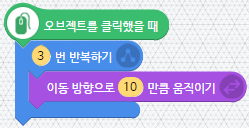 오브젝트를 클릭했을 때
3 번 반복하기
이동 방향으로 10 만큼 움직이기